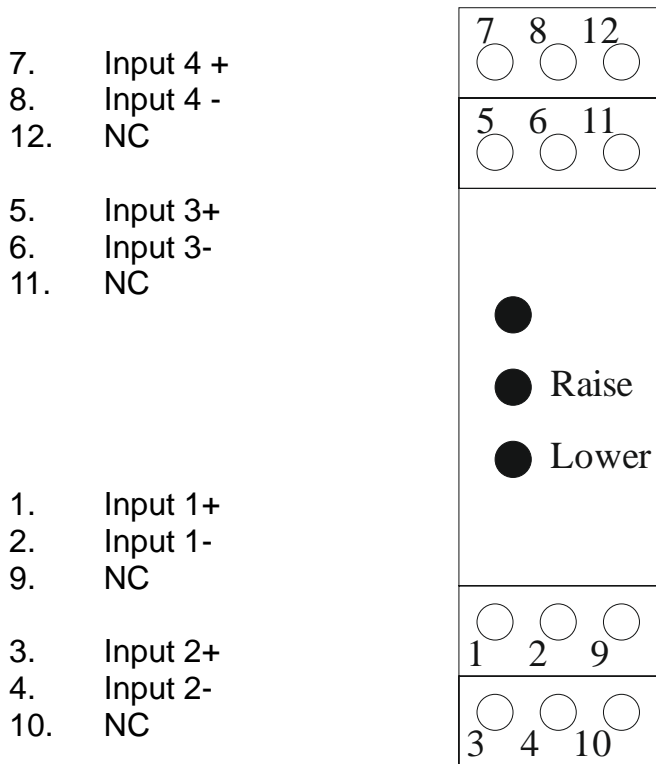 7. Input 4 +
8. Input 4 -
12. NC
5. Input 3+
6. Input 3-
11. NC
1. Input 1+
2. Input 1-
9. NC
3. Input 2+
4. Input 2-
10. NC
7 8 12
5 6 11
Raise
Lower
1 2 9
3 4 10